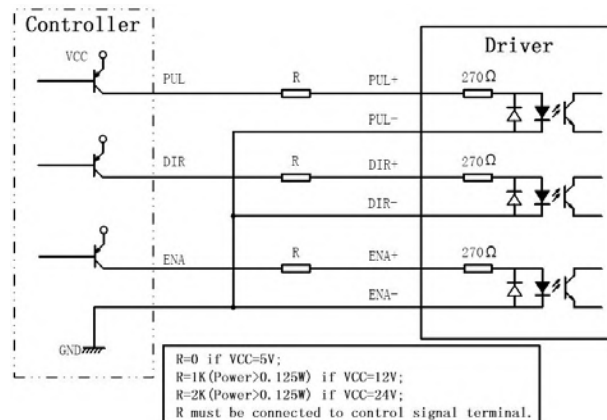 Controller
Driver
VCC
PUL
R
PUL+
270Ω
PUL-
DIR
R
DIR+
270Ω
DIR-
ENA
R
ENA+
270Ω
ENA-
GND
R=0 if VCC=5V;
R=1K(Power>0.125W) if VCC=12V;
R=2K(Power>0.125W) if VCC=24V;
R must be connected to control signal terminal.